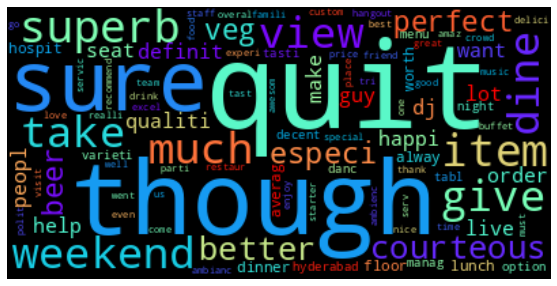 go staff overal famili custom hangout
superb veg view perfect delici
food servic recommend seat definit experi tasti price friend menu best great amaz crowd
hospit team make worth want
sure quit dine
drink excel tast awesom guy place tri one good dj lot night music
take qualiti happi buffet
love realli much especi decent special alway item
peopl beer varieti well danc tabl order
visit restaur averag enjoy parti thank
though give
polit help went us starter serv live must
even come nice time
weekend better courteous
ambianc dinner hyderabad floor manag lunch option ambienc